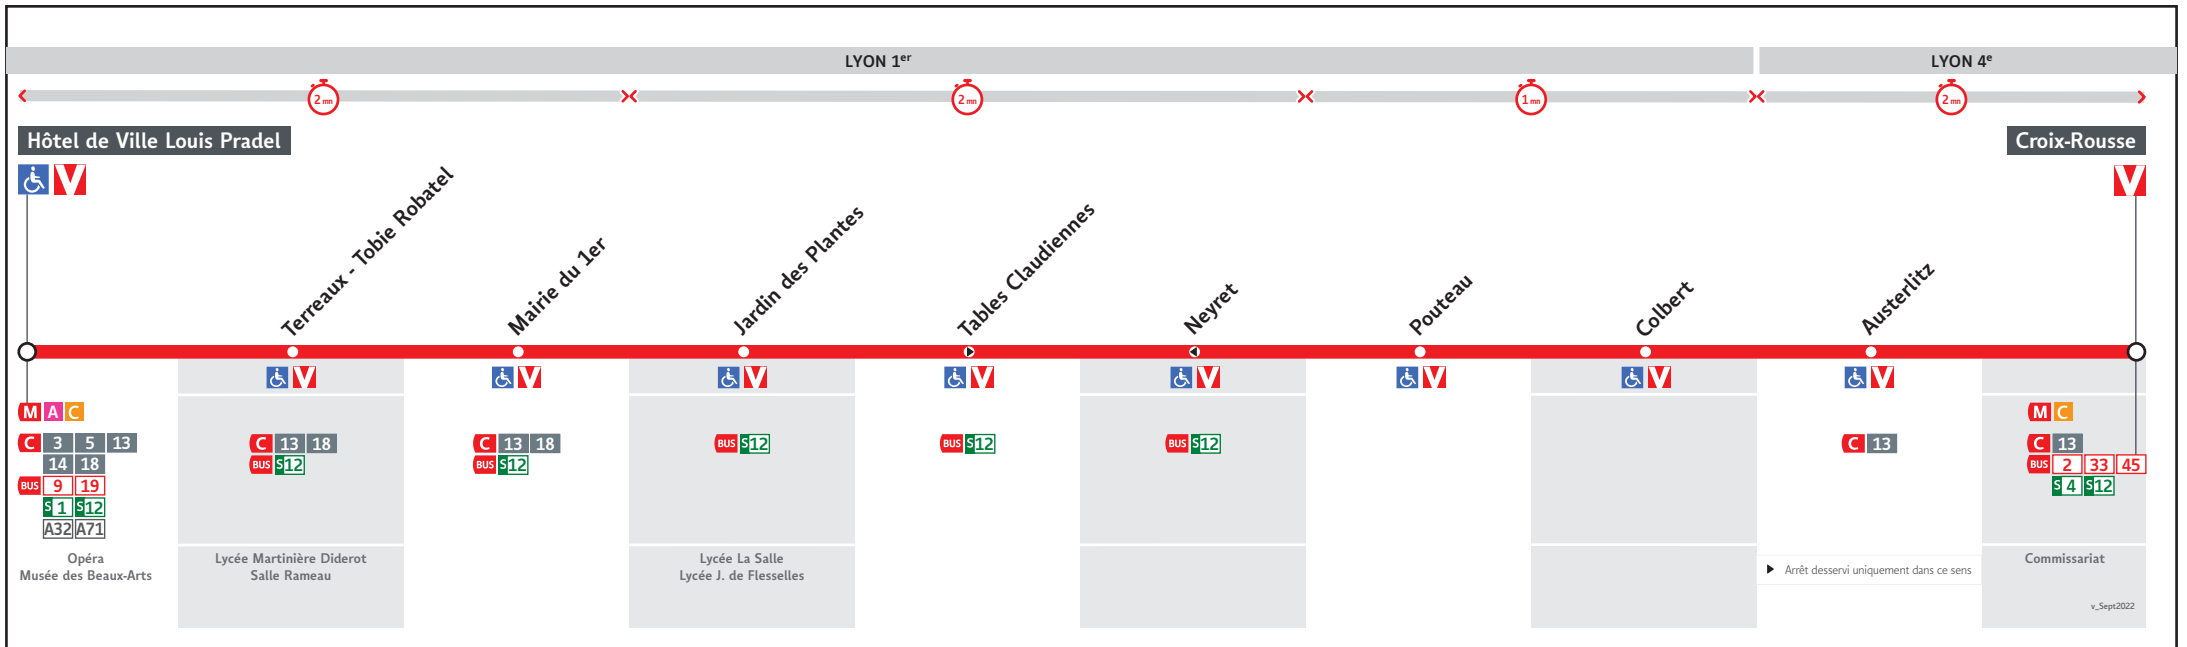 LYON 1er
LYON 4e
2 mn
2 mn
1 mn
2 mn
Hôtel de Ville Louis Pradel
Croix-Rousse
V
V
Terreaux - Tobie Robatel
Mairie du 1er
Jardin des Plantes
Tables Claudiennes
Neyret
Pouteau
Colbert
Austerlitz
V
V
V
V
V
V
V
V
M A C
C 3 5 13
14 18
BUS 9 19
S 1 S12
A32 A71
Opéra
Musée des Beaux-Arts
C 13 18
BUS S12
Lycée Martinière Diderot
Salle Rameau
C 13 18
BUS S12
BUS S12
Lycée La Salle
Lycée J. de Flesselles
BUS S12
BUS S12
C 13
Arrêt desservi uniquement dans ce sens
M C
C 13
BUS 2 33 45
S 4 S12
Commissariat
v_Sept2022